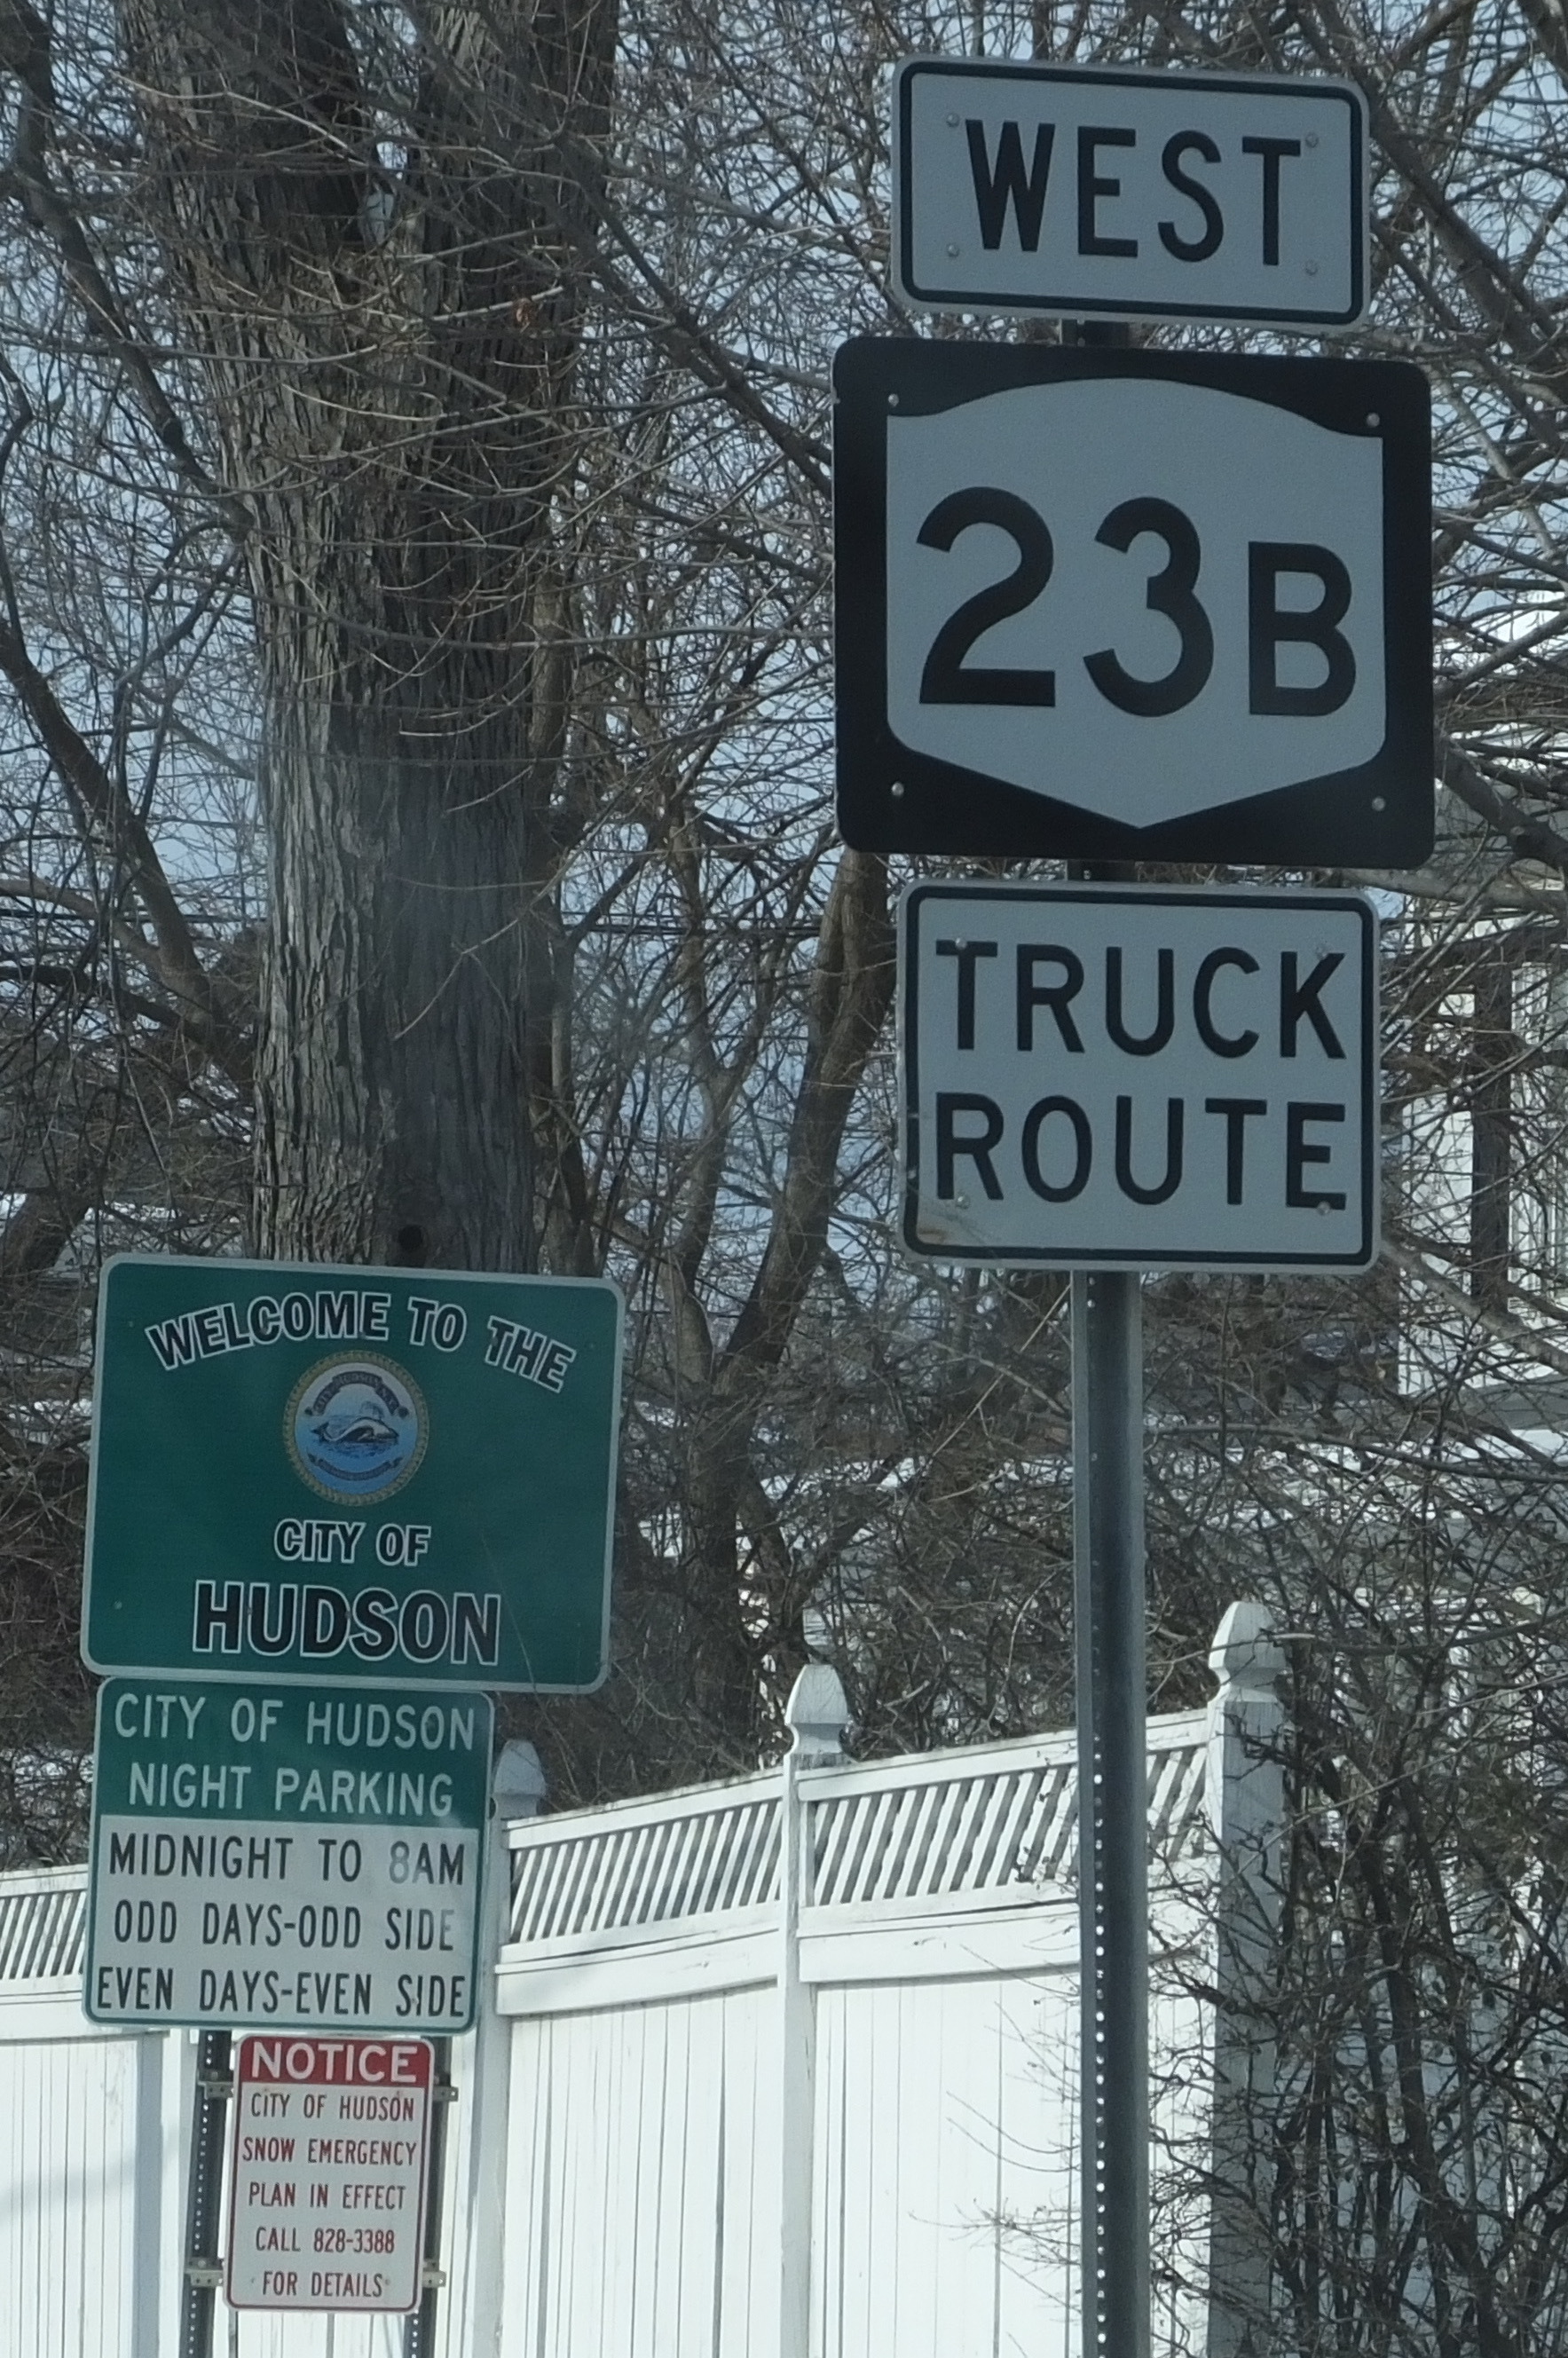 WEST
23B
TRUCK
ROUTE
WELCOME TO THE
CITY OF
HUDSON
CITY OF HUDSON
NIGHT PARKING
MIDNIGHT TO 8AM
ODD DAYS-ODD SIDE
EVEN DAYS-EVEN SIDE
NOTICE
CITY OF HUDSON
SNOW EMERGENCY
PLAN IN EFFECT
CALL 828-3388
FOR DETAILS